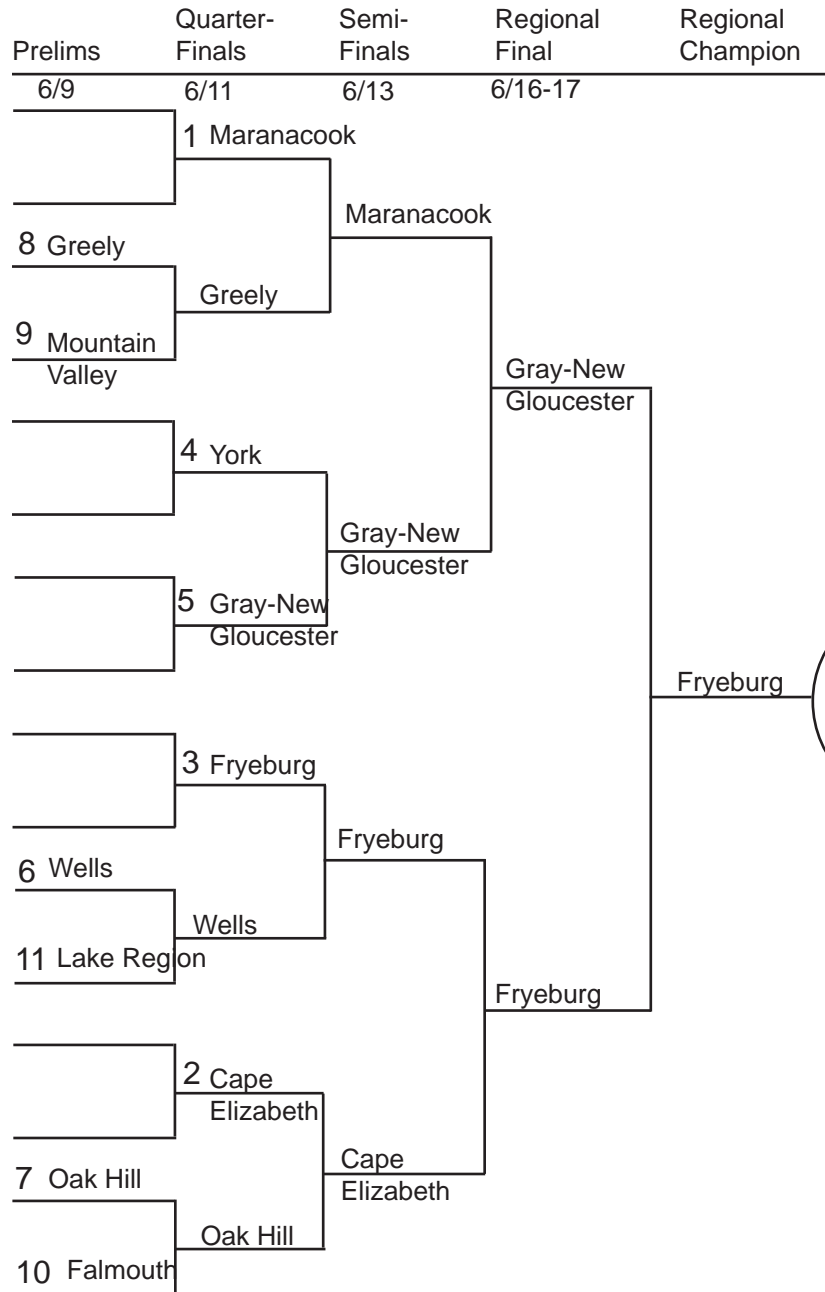 Prelims
Quarter-
Finals
Semi-
Finals
Regional
Final
Regional
Champion
6/9
6/11
6/13
6/16-17
1 Maranacook
Maranacook
8 Greely
Greely
9 Mountain
Valley
Gray-New
Gloucester
4 York
Gray-New
Gloucester
5 Gray-New
Gloucester
Fryeburg
3 Fryeburg
Fryeburg
6 Wells
Wells
11 Lake Region
Fryeburg
2 Cape
Elizabeth
Cape
Elizabeth
7 Oak Hill
Oak Hill
10 Falmouth